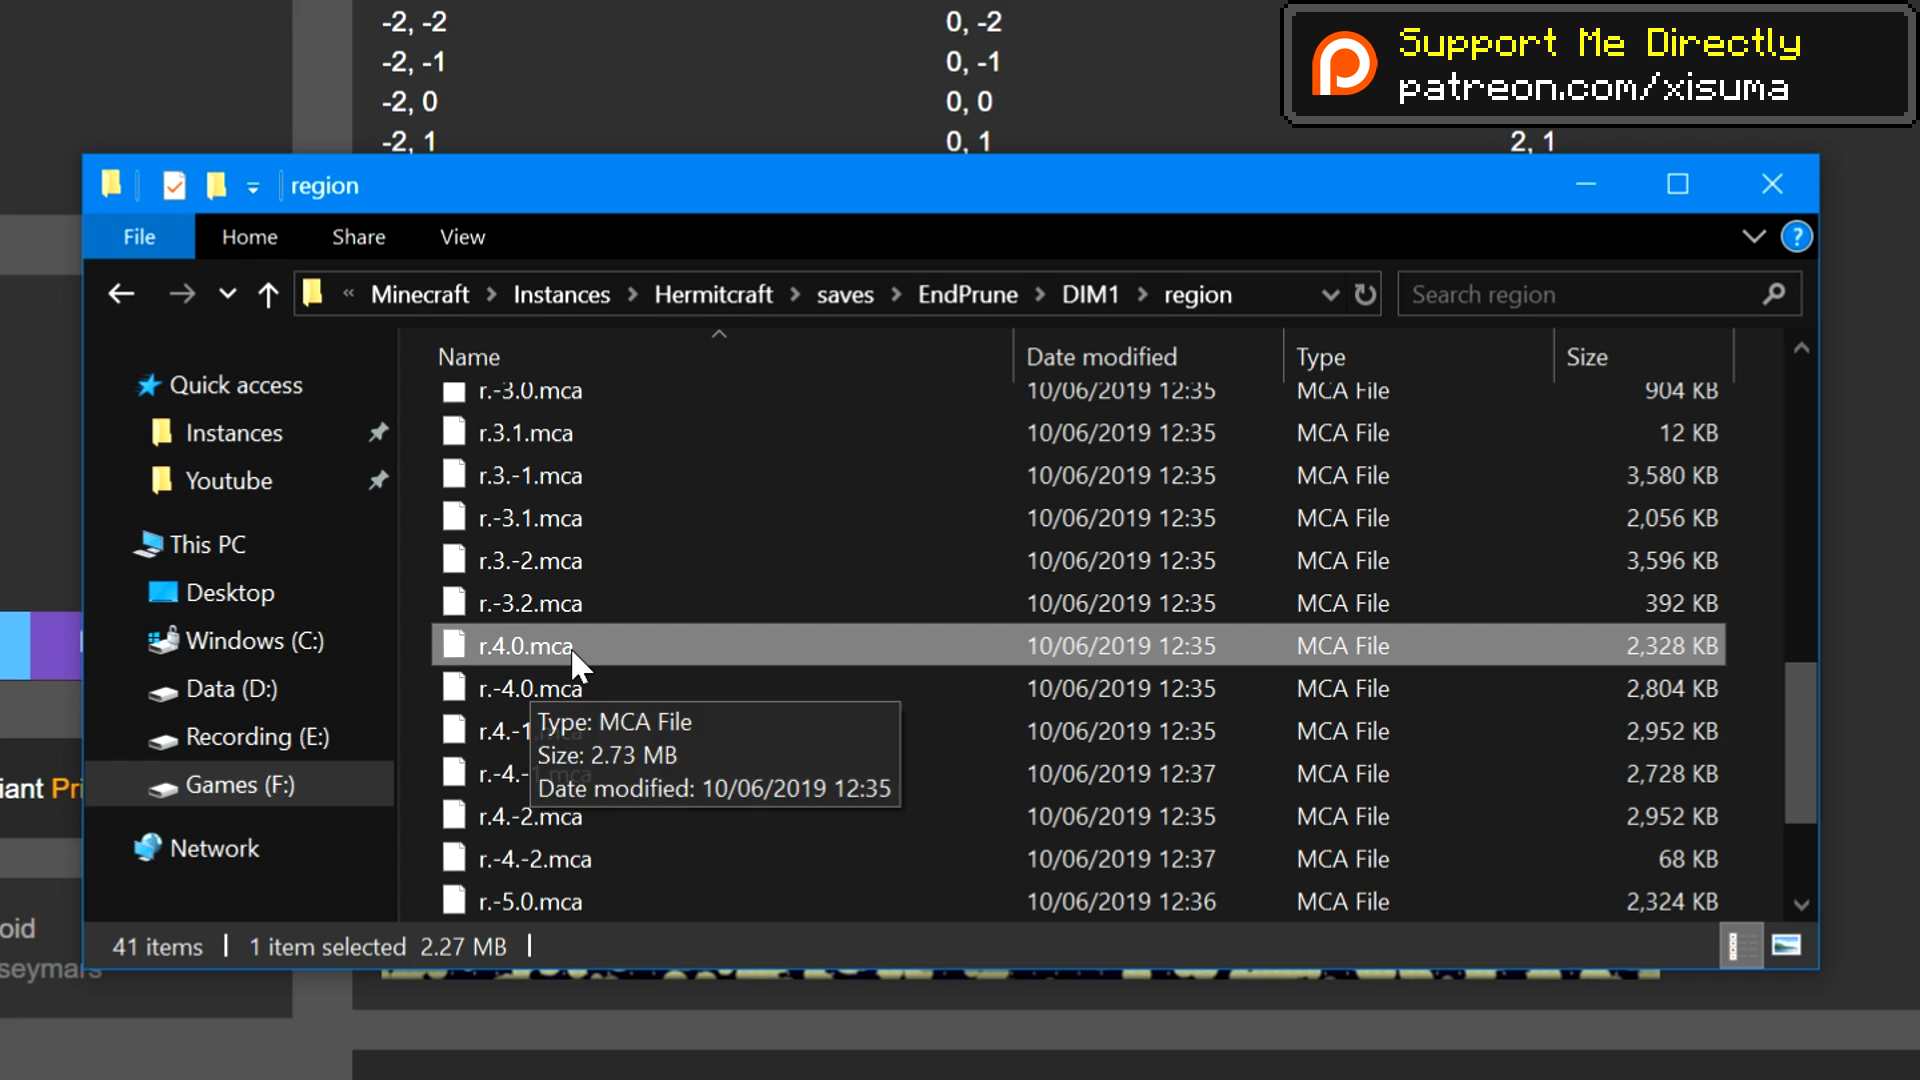 -2, -2 0, -2
-2, -1 0, -1
-2, 0 0, 0
-2, 1 0, 1 2, 1
Support Me Directly
patreon.com/xisuma
region
File Home Share View
« Minecraft > Instances > Hermitcraft > saves > EndPrune > DIM1 > region
Search region
Quick access
Instances
Youtube
This PC
Desktop
Windows (C:)
Data (D:)
Recording (E:)
Games (F:)
Network
Name Date modified Type Size
r.-3.0.mca 10/06/2019 12:35 MCA File 904 KB
r.3.1.mca 10/06/2019 12:35 MCA File 12 KB
r.3.-1.mca 10/06/2019 12:35 MCA File 3,580 KB
r.-3.1.mca 10/06/2019 12:35 MCA File 2,056 KB
r.3.-2.mca 10/06/2019 12:35 MCA File 3,596 KB
r.-3.2.mca 10/06/2019 12:35 MCA File 392 KB
r.4.0.mca 10/06/2019 12:35 MCA File 2,328 KB
r.-4.0.mca 10/06/2019 12:35 MCA File 2,804 KB
r.4.-1.mca 10/06/2019 12:35 MCA File 2,952 KB
r.-4.-1.mca 10/06/2019 12:37 MCA File 2,728 KB
r.4.-2.mca 10/06/2019 12:35 MCA File 2,952 KB
r.-4.-2.mca 10/06/2019 12:37 MCA File 68 KB
r.-5.0.mca 10/06/2019 12:36 MCA File 2,324 KB
Type: MCA File
Size: 2.73 MB
Date modified: 10/06/2019 12:35
41 items 1 item selected 2.27 MB
iant Pri
oid
seymars